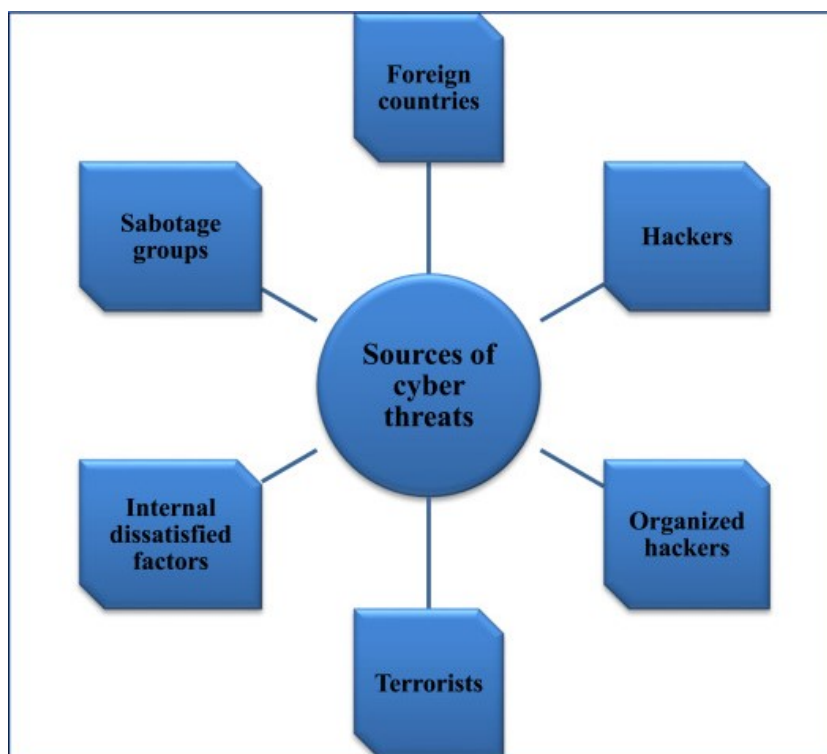 Foreign
countries
Sabotage
groups
Hackers
Sources of
cyber
threats
Internal
dissatisfied
factors
Organized
hackers
Terrorists